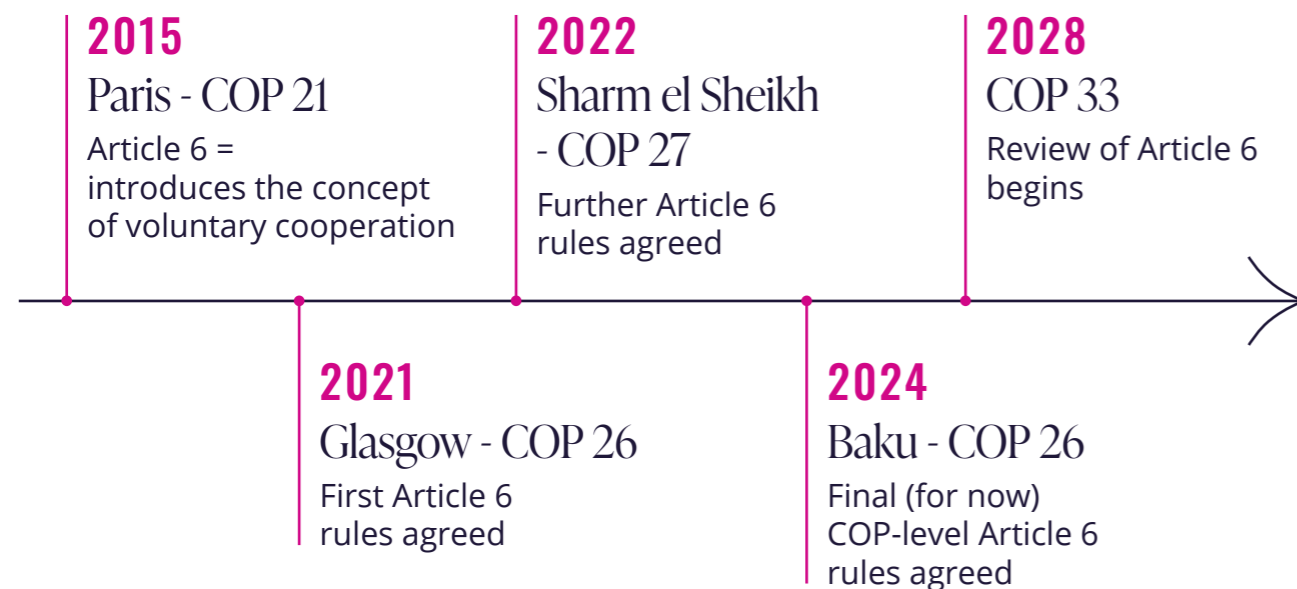 2015
Paris - COP 21
Article 6 =
introduces the concept
of voluntary cooperation
2021
Glasgow - COP 26
First Article 6
rules agreed
2022
Sharm el Sheikh
- COP 27
Further Article 6
rules agreed
2024
Baku - COP 26
Final (for now)
COP-level Article 6
rules agreed
2028
COP 33
Review of Article 6
begins